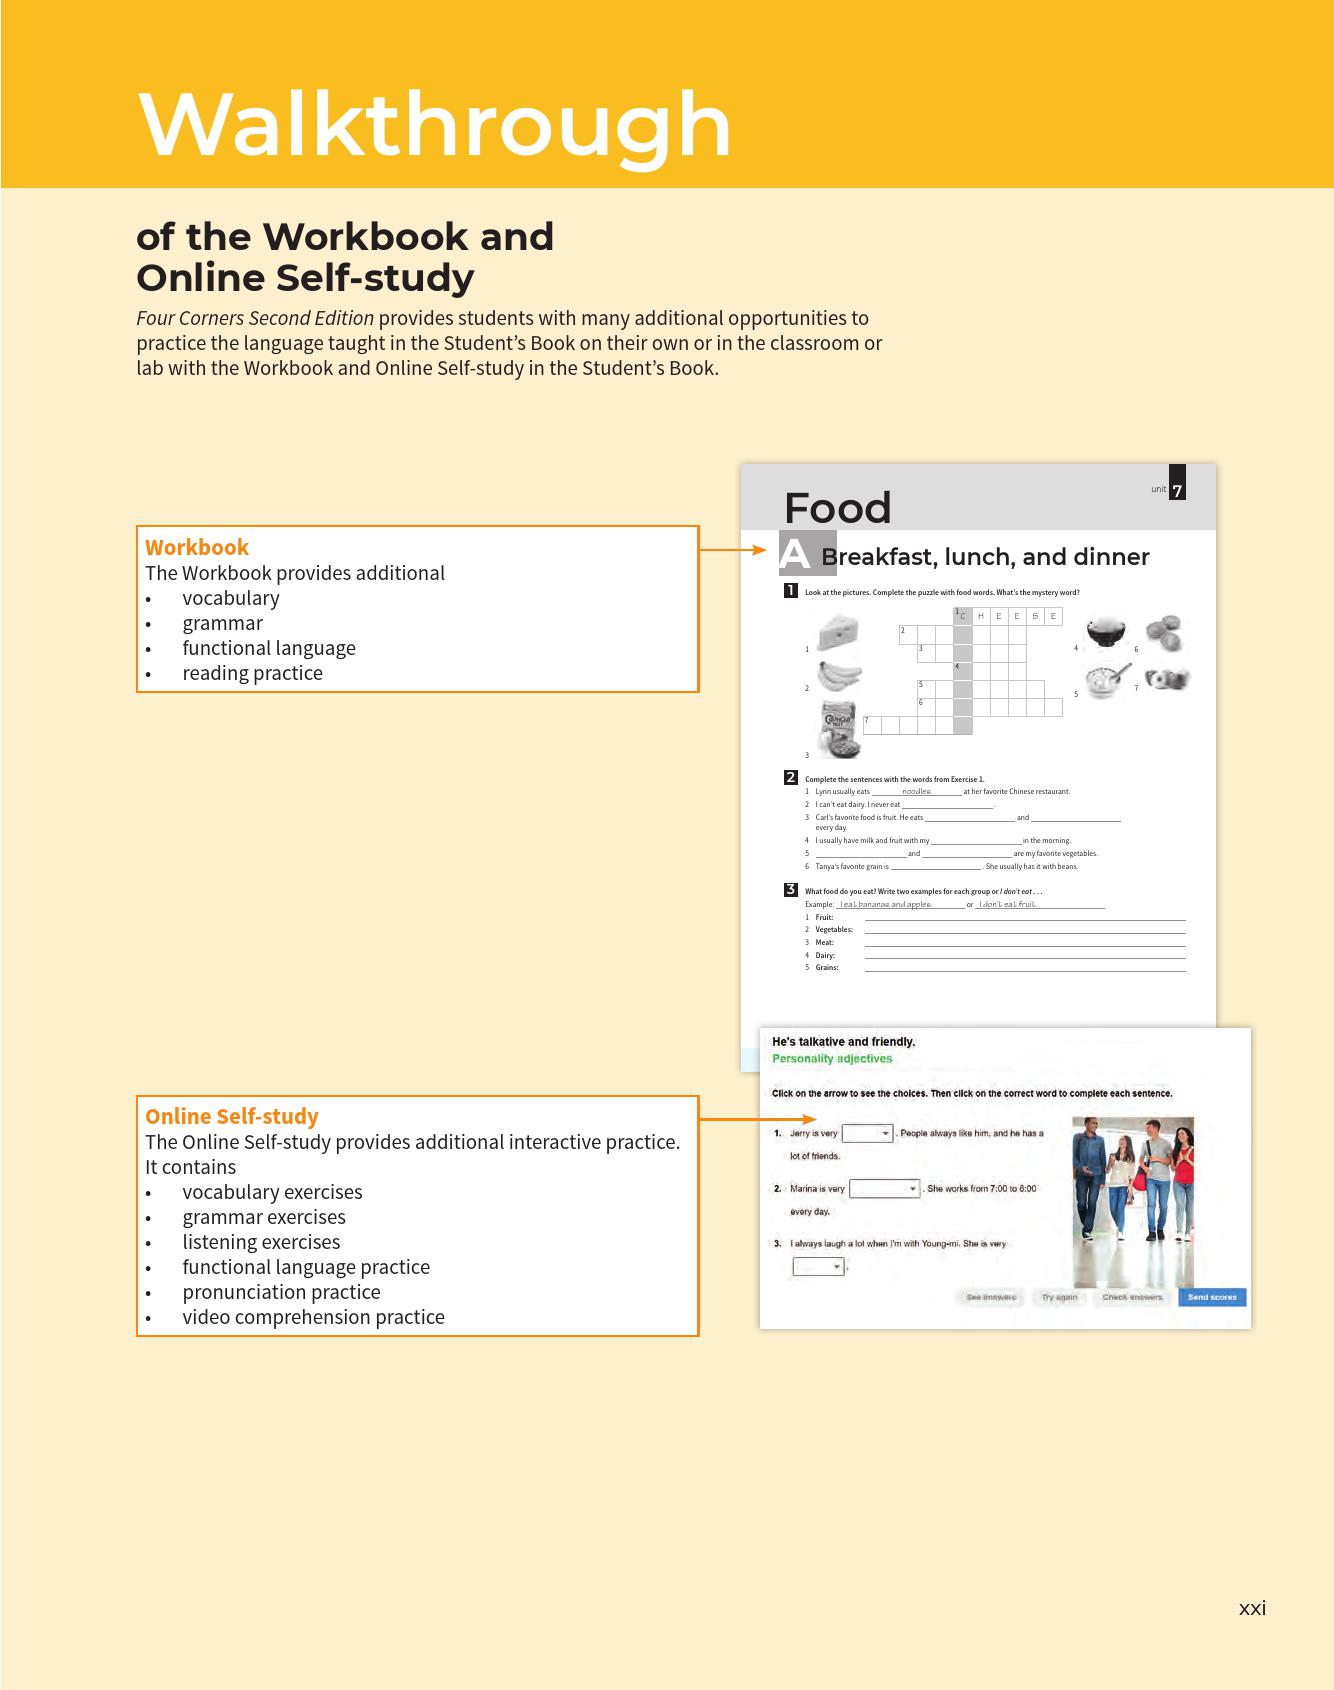 Walkthrough
of the Workbook and
Online Self-study
Four Corners Second Edition provides students with many additional opportunities to
practice the language taught in the Student's Book on their own or in the classroom or
lab with the Workbook and Online Self-study in the Student's Book.
Workbook
The Workbook provides additional
• vocabulary
• grammar
• functional language
• reading practice
unit 7
Food
A Breakfast, lunch, and dinner
1 Look at the pictures. Complete the puzzle with food words. What's the mystery word?
1 C H E E S E
2
3
4
5
6
7
1
2
3
4
5
6
7
2 Complete the sentences with the words from Exercise 1.
1 Lynn usually eats noodles at her favorite Chinese restaurant.
2 I can't eat dairy. I never eat .
3 Carl's favorite food is fruit. He eats and
every day.
4 I usually have milk and fruit with my in the morning.
5 and are my favorite vegetables.
6 Tanya's favorite grain is . She usually has it with beans.
3 What food do you eat? Write two examples for each group or I don't eat . . .
Example: I eat bananas and apples. or I don't eat fruit.
1 Fruit:
2 Vegetables:
3 Meat:
4 Dairy:
5 Grains:
Online Self-study
The Online Self-study provides additional interactive practice.
It contains
• vocabulary exercises
• grammar exercises
• listening exercises
• functional language practice
• pronunciation practice
• video comprehension practice
He's talkative and friendly.
Personality adjectives
Click on the arrow to see the choices. Then click on the correct word to complete each sentence.
1. Jerry is very . People always like him, and he has a
lot of friends.
2. Marina is very . She works from 7:00 to 6:00
every day.
3. I always laugh a lot when I'm with Young-mi. She is very
.
See answers Try again Check answers Send scores
xxi